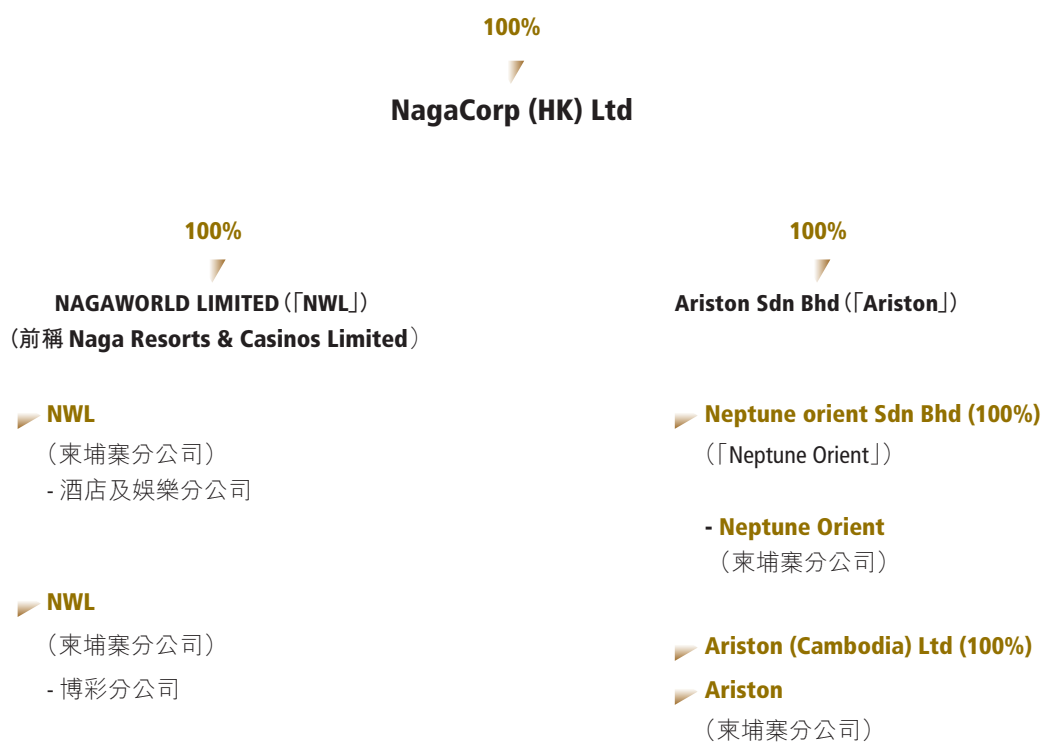 100%
NagaCorp (HK) Ltd
100%
NAGAWORLD LIMITED（「NWL」）
（前稱 Naga Resorts & Casinos Limited）
NWL
（柬埔寨分公司）
- 酒店及娛樂分公司
NWL
（柬埔寨分公司）
- 博彩分公司
100%
Ariston Sdn Bhd（「Ariston」）
Neptune orient Sdn Bhd (100%)
（「Neptune Orient」）
- Neptune Orient
（柬埔寨分公司）
Ariston (Cambodia) Ltd (100%)
Ariston
（柬埔寨分公司）